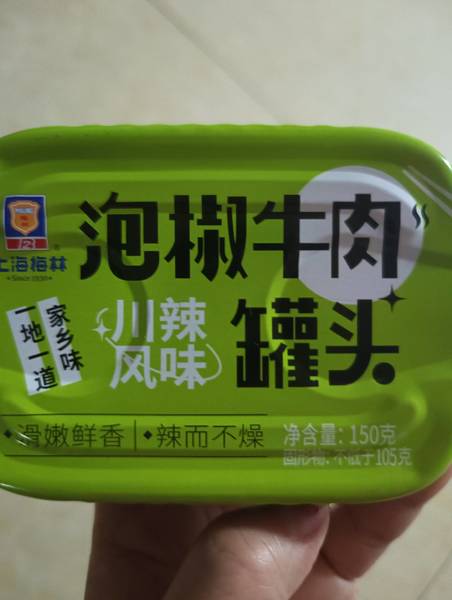 泡椒牛肉
罐头
上海梅林
Since1930
一地一道
家乡味
川辣
风味
·滑嫩鲜香 | ·辣而不燥
净含量: 150克
固形物: 不低于105克